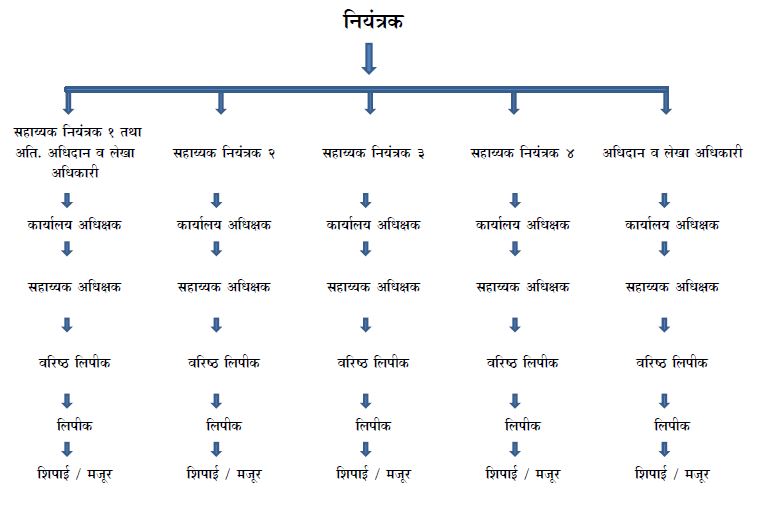 नियंत्रक
सहाय्यक नियंत्रक १ तथा
अति. अधिदान व लेखा
अधिकारी
सहाय्यक नियंत्रक २
सहाय्यक नियंत्रक ३
सहाय्यक नियंत्रक ४
अधिदान व लेखा अधिकारी
कार्यालय अधिक्षक
कार्यालय अधिक्षक
कार्यालय अधिक्षक
कार्यालय अधिक्षक
कार्यालय अधिक्षक
सहाय्यक अधिक्षक
सहाय्यक अधिक्षक
सहाय्यक अधिक्षक
सहाय्यक अधिक्षक
सहाय्यक अधिक्षक
वरिष्ठ लिपीक
वरिष्ठ लिपीक
वरिष्ठ लिपीक
वरिष्ठ लिपीक
वरिष्ठ लिपीक
लिपीक
लिपीक
लिपीक
लिपीक
लिपीक
शिपाई / मजूर
शिपाई / मजूर
शिपाई / मजूर
शिपाई / मजूर
शिपाई / मजूर